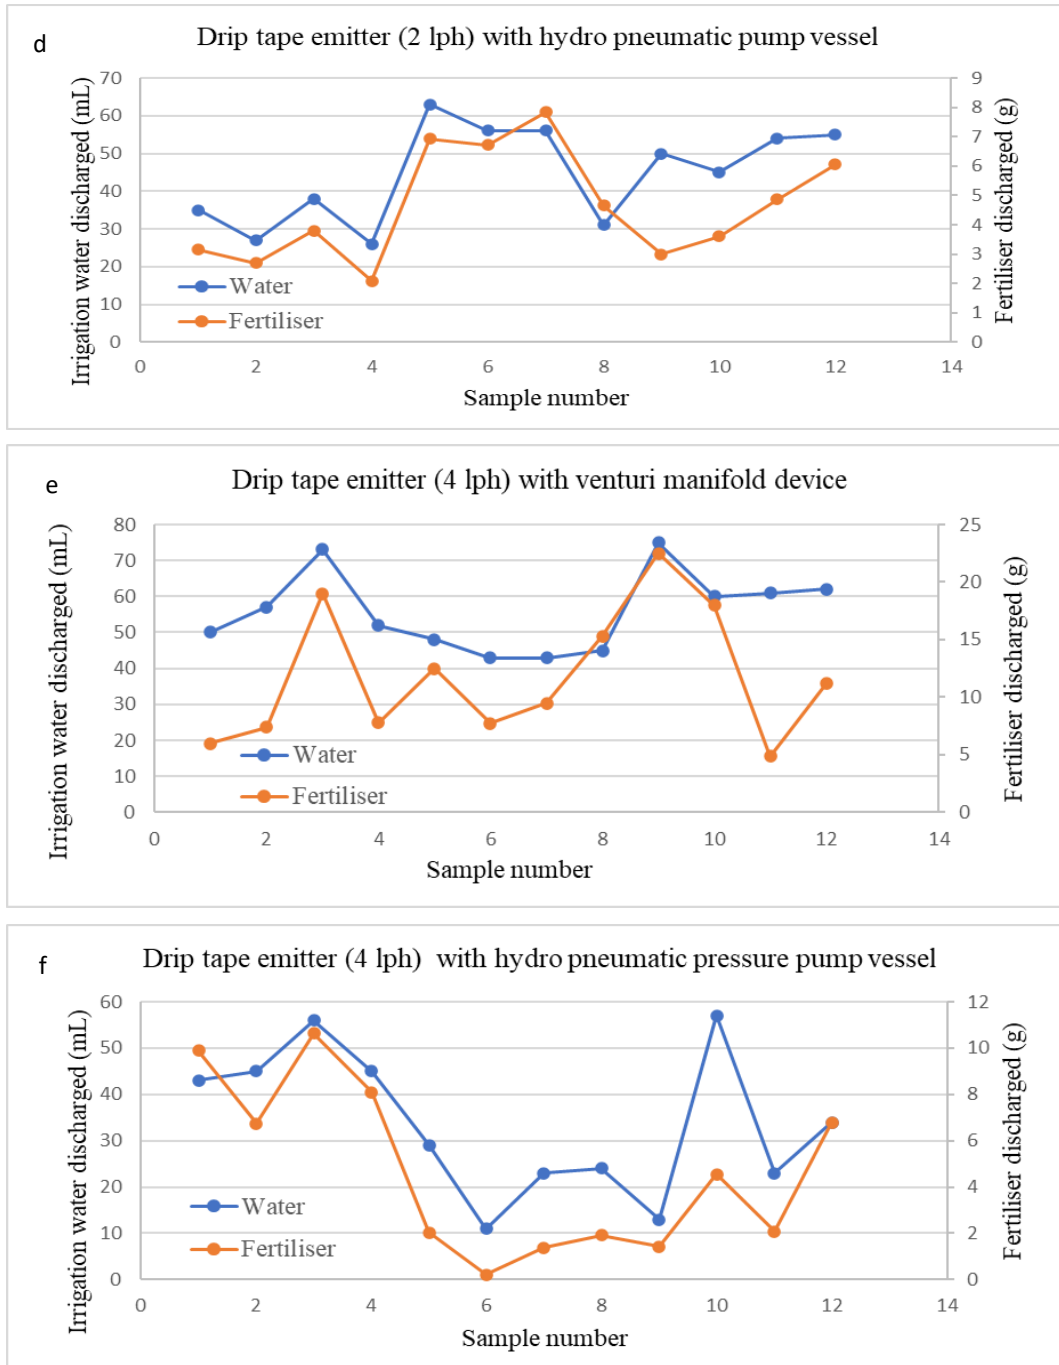 d
Drip tape emitter (2 lph) with hydro pneumatic pump vessel
Irrigation water discharged (mL)
70
60
50
40
30
20
10
0
9
8
7
6
5
4
3
2
1
0
Fertiliser discharged (g)
Water
Fertiliser
0 2 4 6 8 10 12 14
Sample number
e
Drip tape emitter (4 lph) with venturi manifold device
Irrigation water discharged (mL)
80
70
60
50
40
30
20
10
0
25
20
15
10
5
0
Fertiliser discharged (g)
Water
Fertiliser
0 2 4 6 8 10 12 14
Sample number
f
Drip tape emitter (4 lph) with hydro pneumatic pressure pump vessel
Irrigation water discharged (mL)
60
50
40
30
20
10
0
12
10
8
6
4
2
0
Fertiliser discharged (g)
Water
Fertiliser
0 2 4 6 8 10 12 14
Sample number